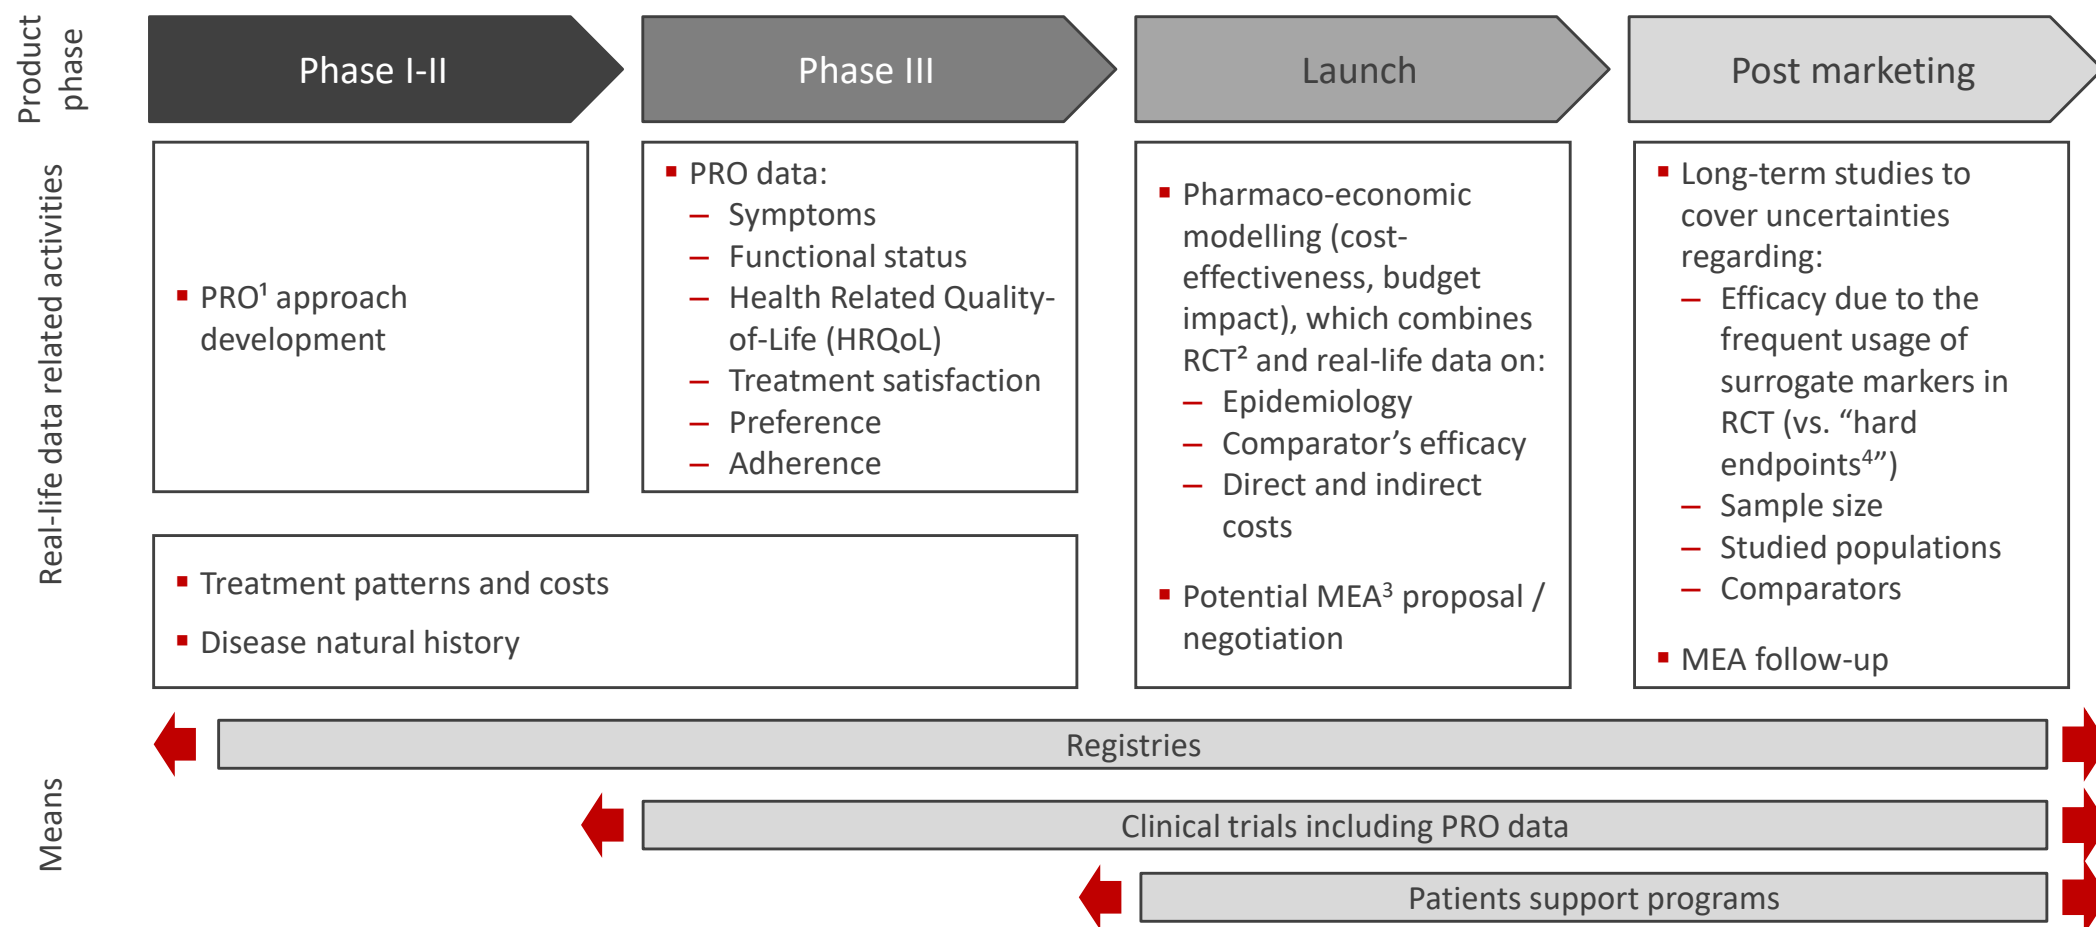 Product
phase
Phase I-II
Phase III
Launch
Post marketing
Real-life data related activities
▪ PRO¹ approach
development
▪ PRO data:
– Symptoms
– Functional status
– Health Related Quality-
of-Life (HRQoL)
– Treatment satisfaction
– Preference
– Adherence
▪ Treatment patterns and costs
▪ Disease natural history
▪ Pharmaco-economic
modelling (cost-
effectiveness, budget
impact), which combines
RCT² and real-life data on:
– Epidemiology
– Comparator’s efficacy
– Direct and indirect
costs
▪ Potential MEA³ proposal /
negotiation
▪ Long-term studies to
cover uncertainties
regarding:
– Efficacy due to the
frequent usage of
surrogate markers in
RCT (vs. “hard
endpoints⁴”)
– Sample size
– Studied populations
– Comparators
▪ MEA follow-up
Means
Registries
Clinical trials including PRO data
Patients support programs